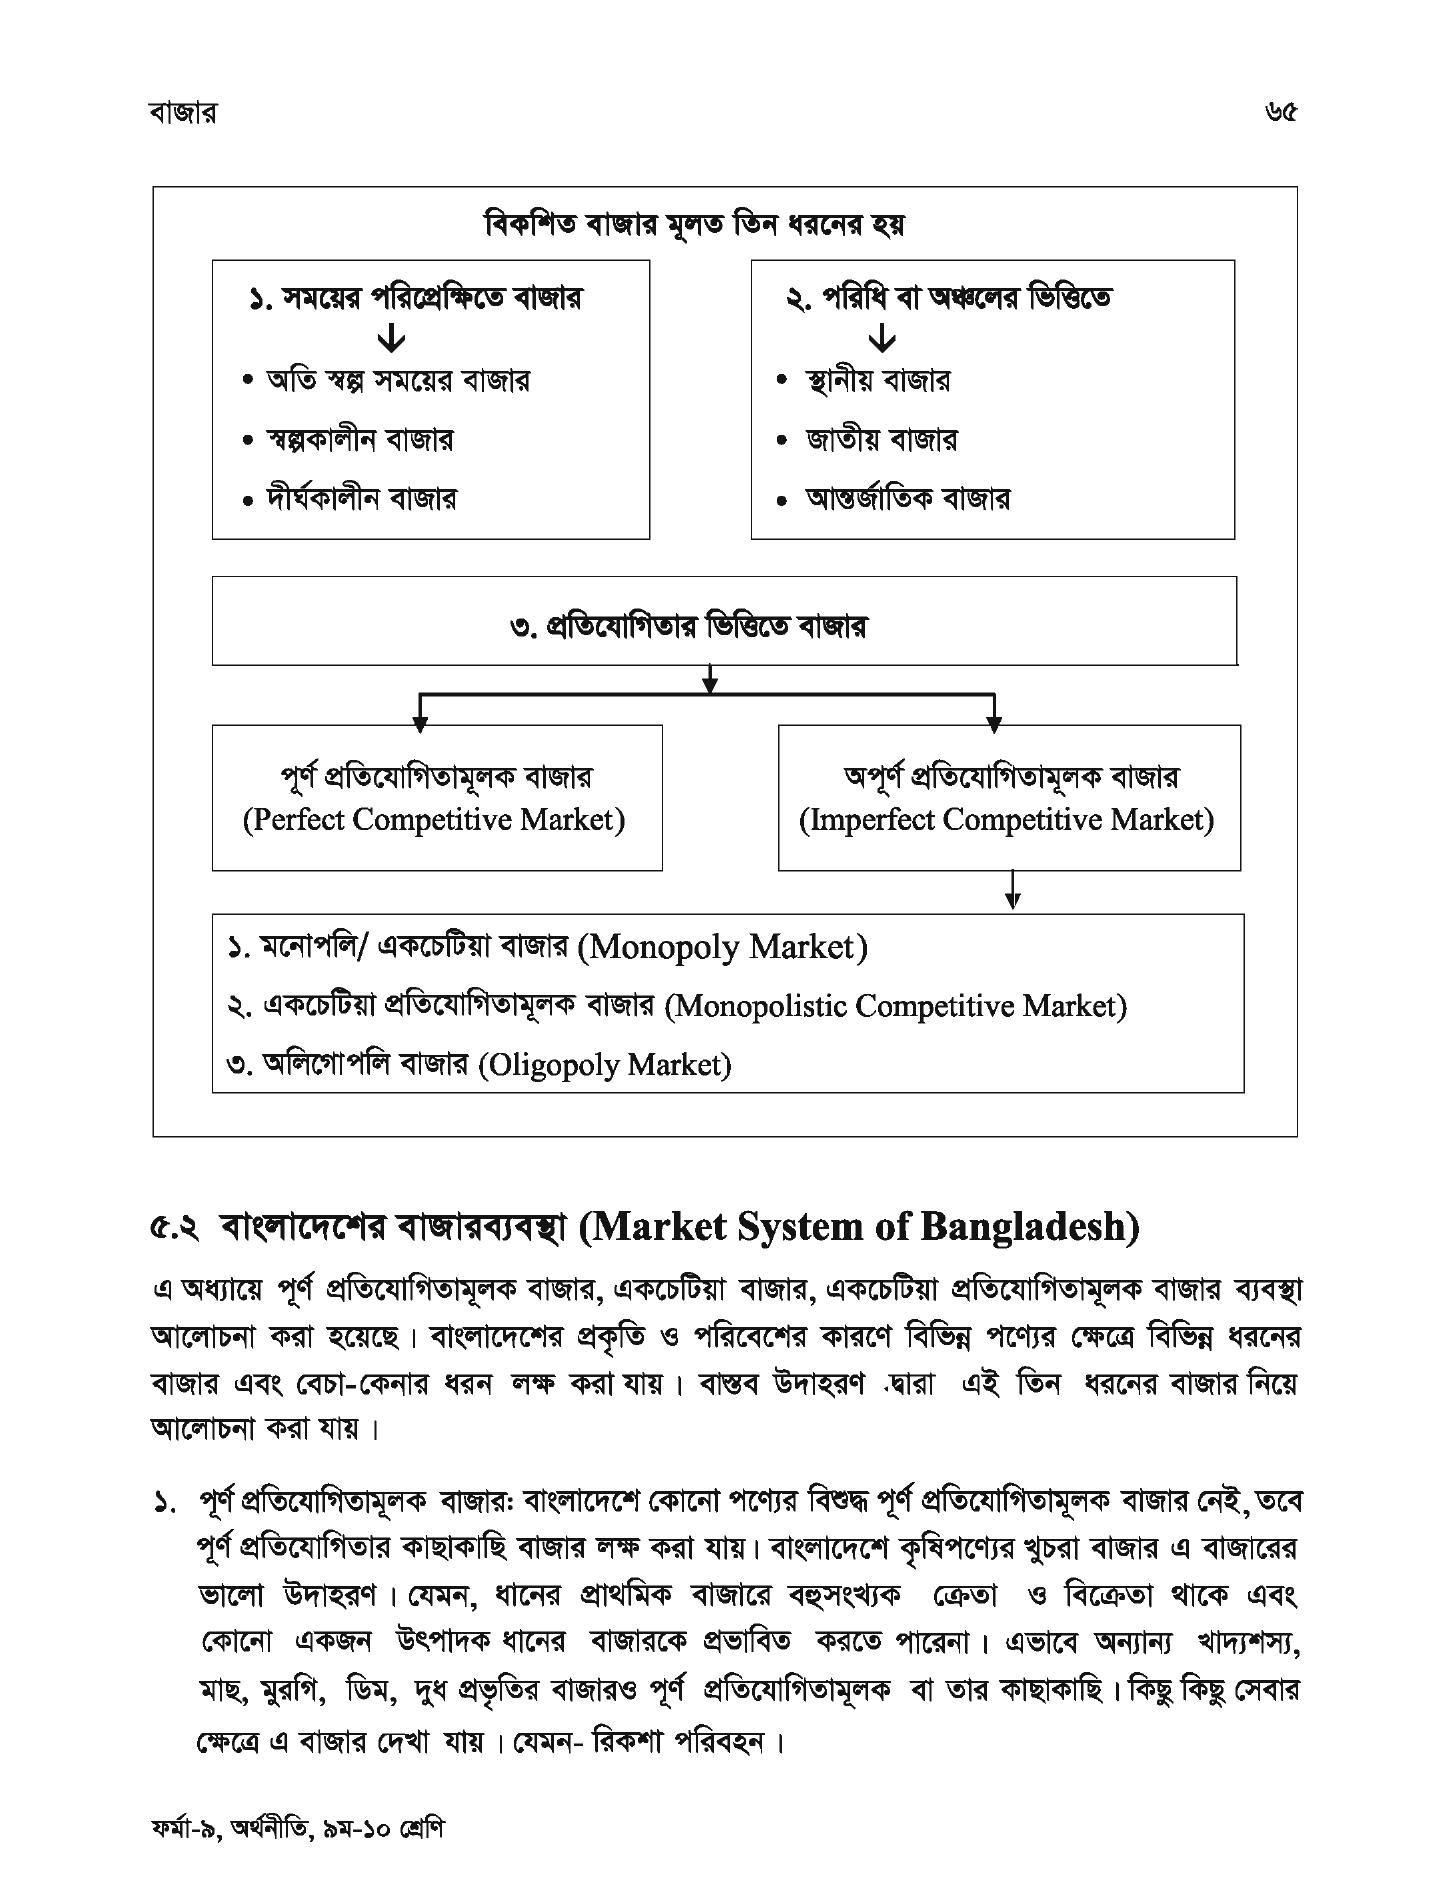 বাজার
৬৫
বিকশিত বাজার মূলত তিন ধরনের হয়
১. সময়ের পরিপ্রেক্ষিতে বাজার
• অতি স্বল্প সময়ের বাজার
• স্বল্পকালীন বাজার
• দীর্ঘকালীন বাজার
২. পরিধি বা অঞ্চলের ভিত্তিতে
• স্থানীয় বাজার
• জাতীয় বাজার
• আন্তর্জাতিক বাজার
৩. প্রতিযোগিতার ভিত্তিতে বাজার
পূর্ণ প্রতিযোগিতামূলক বাজার
(Perfect Competitive Market)
অপূর্ণ প্রতিযোগিতামূলক বাজার
(Imperfect Competitive Market)
১. মনোপলি/ একচেটিয়া বাজার (Monopoly Market)
২. একচেটিয়া প্রতিযোগিতামূলক বাজার (Monopolistic Competitive Market)
৩. অলিগোপলি বাজার (Oligopoly Market)
৫.২ বাংলাদেশের বাজারব্যবস্থা (Market System of Bangladesh)
এ অধ্যায়ে পূর্ণ প্রতিযোগিতামূলক বাজার, একচেটিয়া বাজার, একচেটিয়া প্রতিযোগিতামূলক বাজার ব্যবস্থা
আলোচনা করা হয়েছে। বাংলাদেশের প্রকৃতি ও পরিবেশের কারণে বিভিন্ন পণ্যের ক্ষেত্রে বিভিন্ন ধরনের
বাজার এবং বেচা-কেনার ধরন লক্ষ করা যায়। বাস্তব উদাহরণ দ্বারা এই তিন ধরনের বাজার নিয়ে
আলোচনা করা যায়।
১. পূর্ণ প্রতিযোগিতামূলক বাজার: বাংলাদেশে কোনো পণ্যের বিশুদ্ধ পূর্ণ প্রতিযোগিতামূলক বাজার নেই, তবে
পূর্ণ প্রতিযোগিতার কাছাকাছি বাজার লক্ষ করা যায়। বাংলাদেশে কৃষিপণ্যের খুচরা বাজার এ বাজারের
ভালো উদাহরণ। যেমন, ধানের প্রাথমিক বাজারে বহুসংখ্যক ক্রেতা ও বিক্রেতা থাকে এবং
কোনো একজন উৎপাদক ধানের বাজারকে প্রভাবিত করতে পারেনা। এভাবে অন্যান্য খাদ্যশস্য,
মাছ, মুরগি, ডিম, দুধ প্রভৃতির বাজারও পূর্ণ প্রতিযোগিতামূলক বা তার কাছাকাছি। কিছু কিছু সেবার
ক্ষেত্রে এ বাজার দেখা যায়। যেমন- রিকশা পরিবহন।
ফর্মা-৯, অর্থনীতি, ৯ম-১০ শ্রেণি